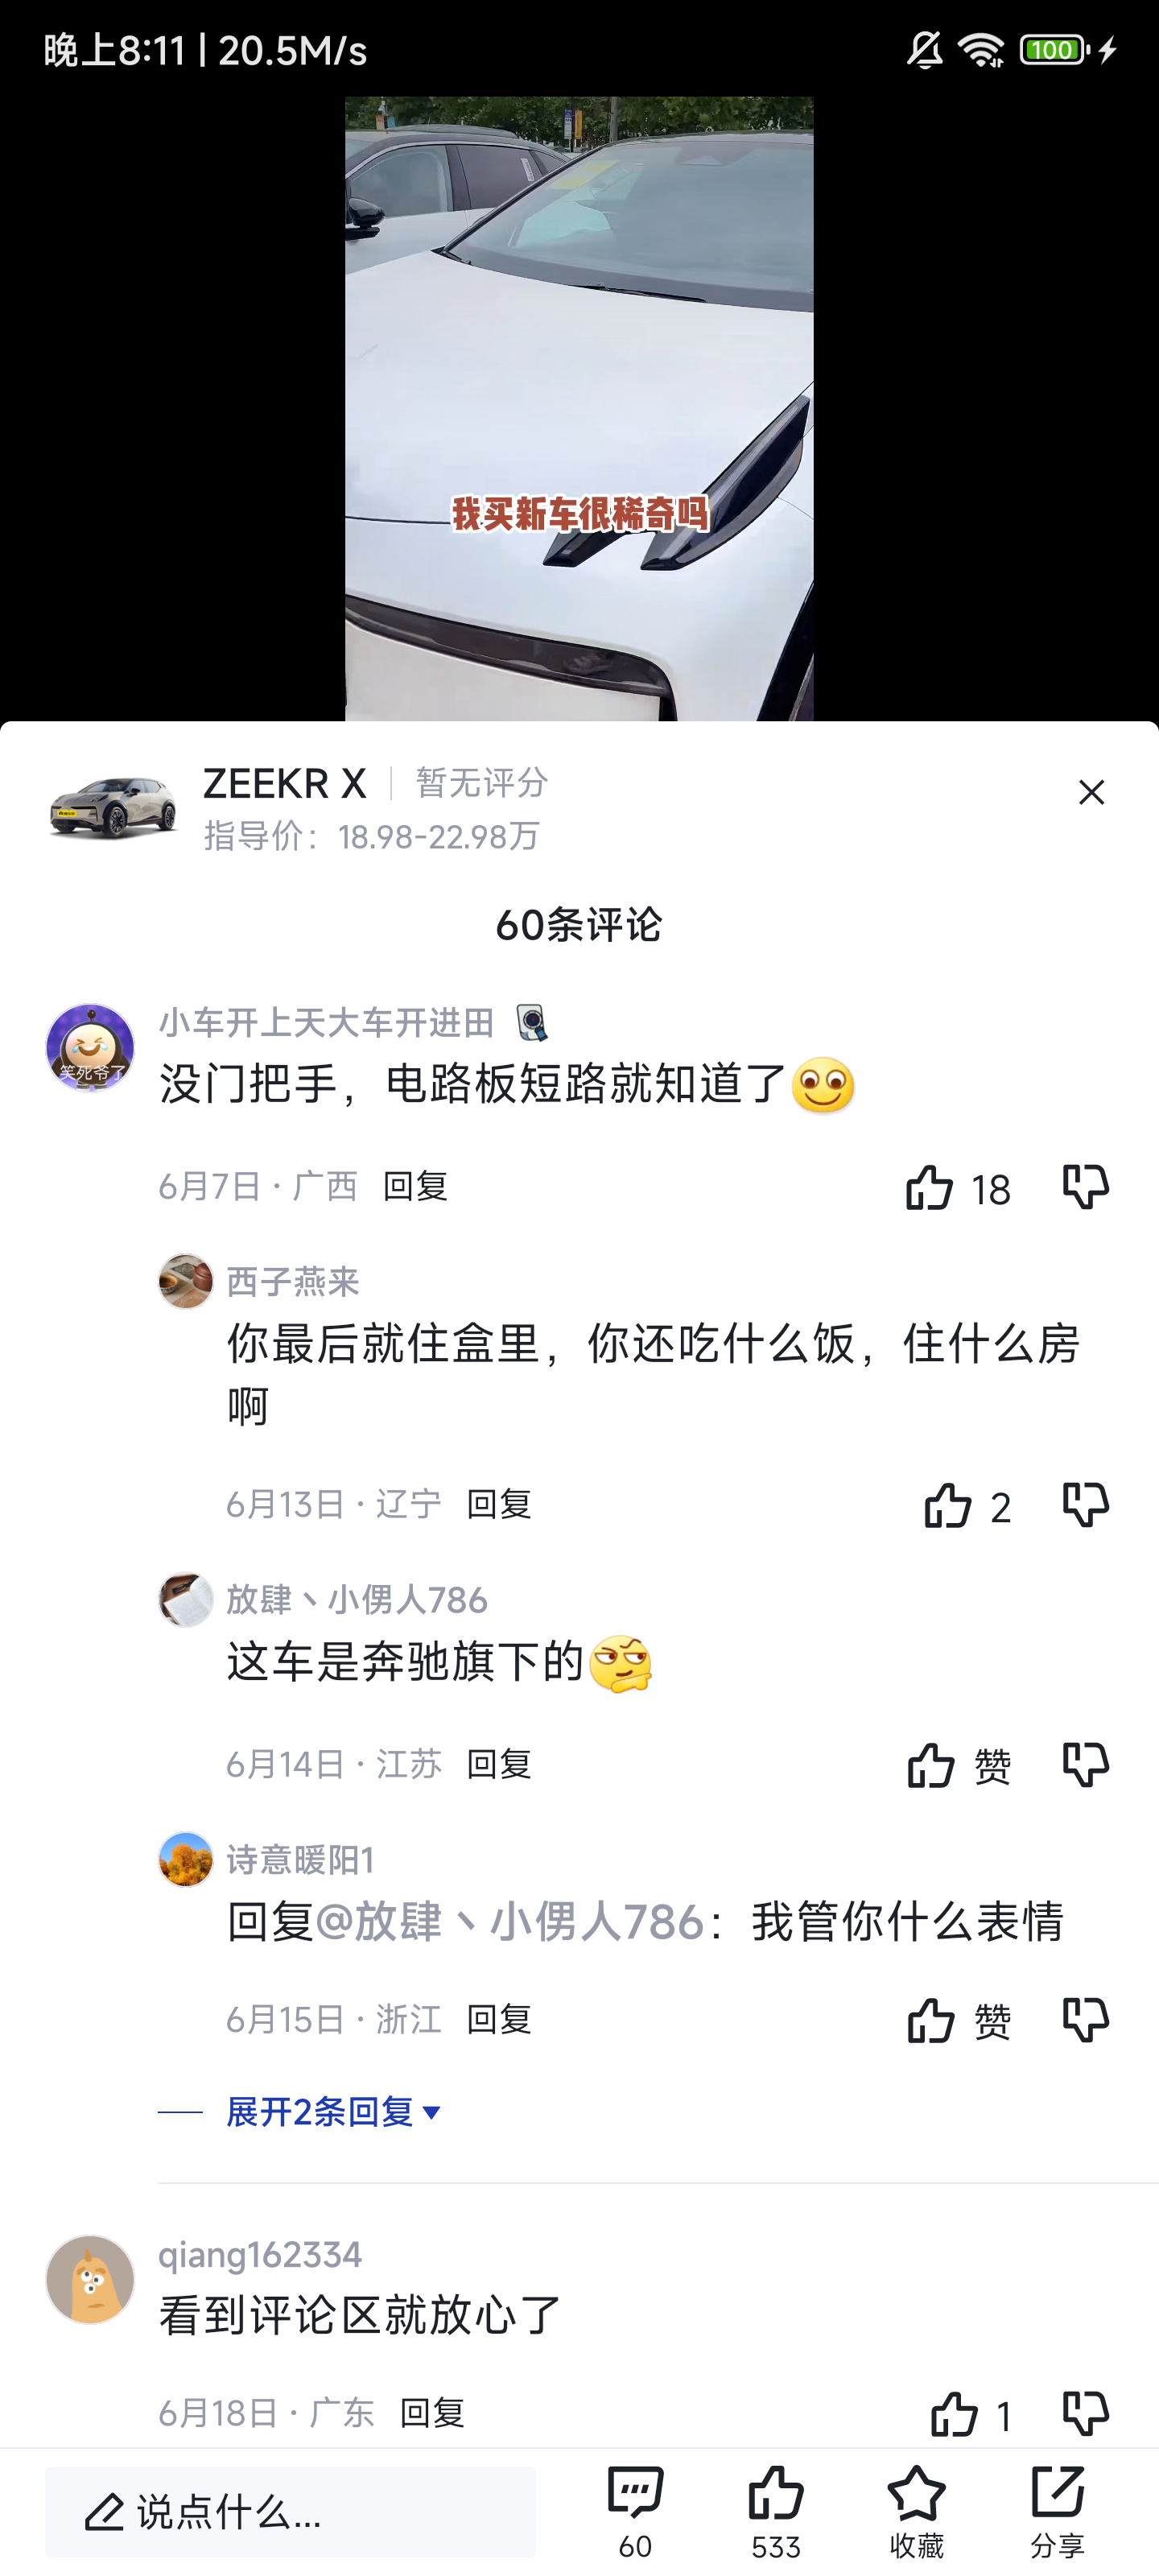 晚上8:11 | 20.5M/s
100
我买新车很稀奇吗
ZEEKR X | 暂无评分
指导价：18.98-22.98万
60条评论
小车开上天大车开进田
笑死爷了
没门把手，电路板短路就知道了
6月7日 · 广西 回复 18
西子燕来
你最后就住盒里，你还吃什么饭，住什么房
啊
6月13日 · 辽宁 回复 2
放肆丶小侽人786
这车是奔驰旗下的
6月14日 · 江苏 回复 赞
诗意暖阳1
回复@放肆丶小侽人786：我管你什么表情
6月15日 · 浙江 回复 赞
展开2条回复
qiang162334
看到评论区就放心了
6月18日 · 广东 回复 1
说点什么...
60 533 收藏 分享